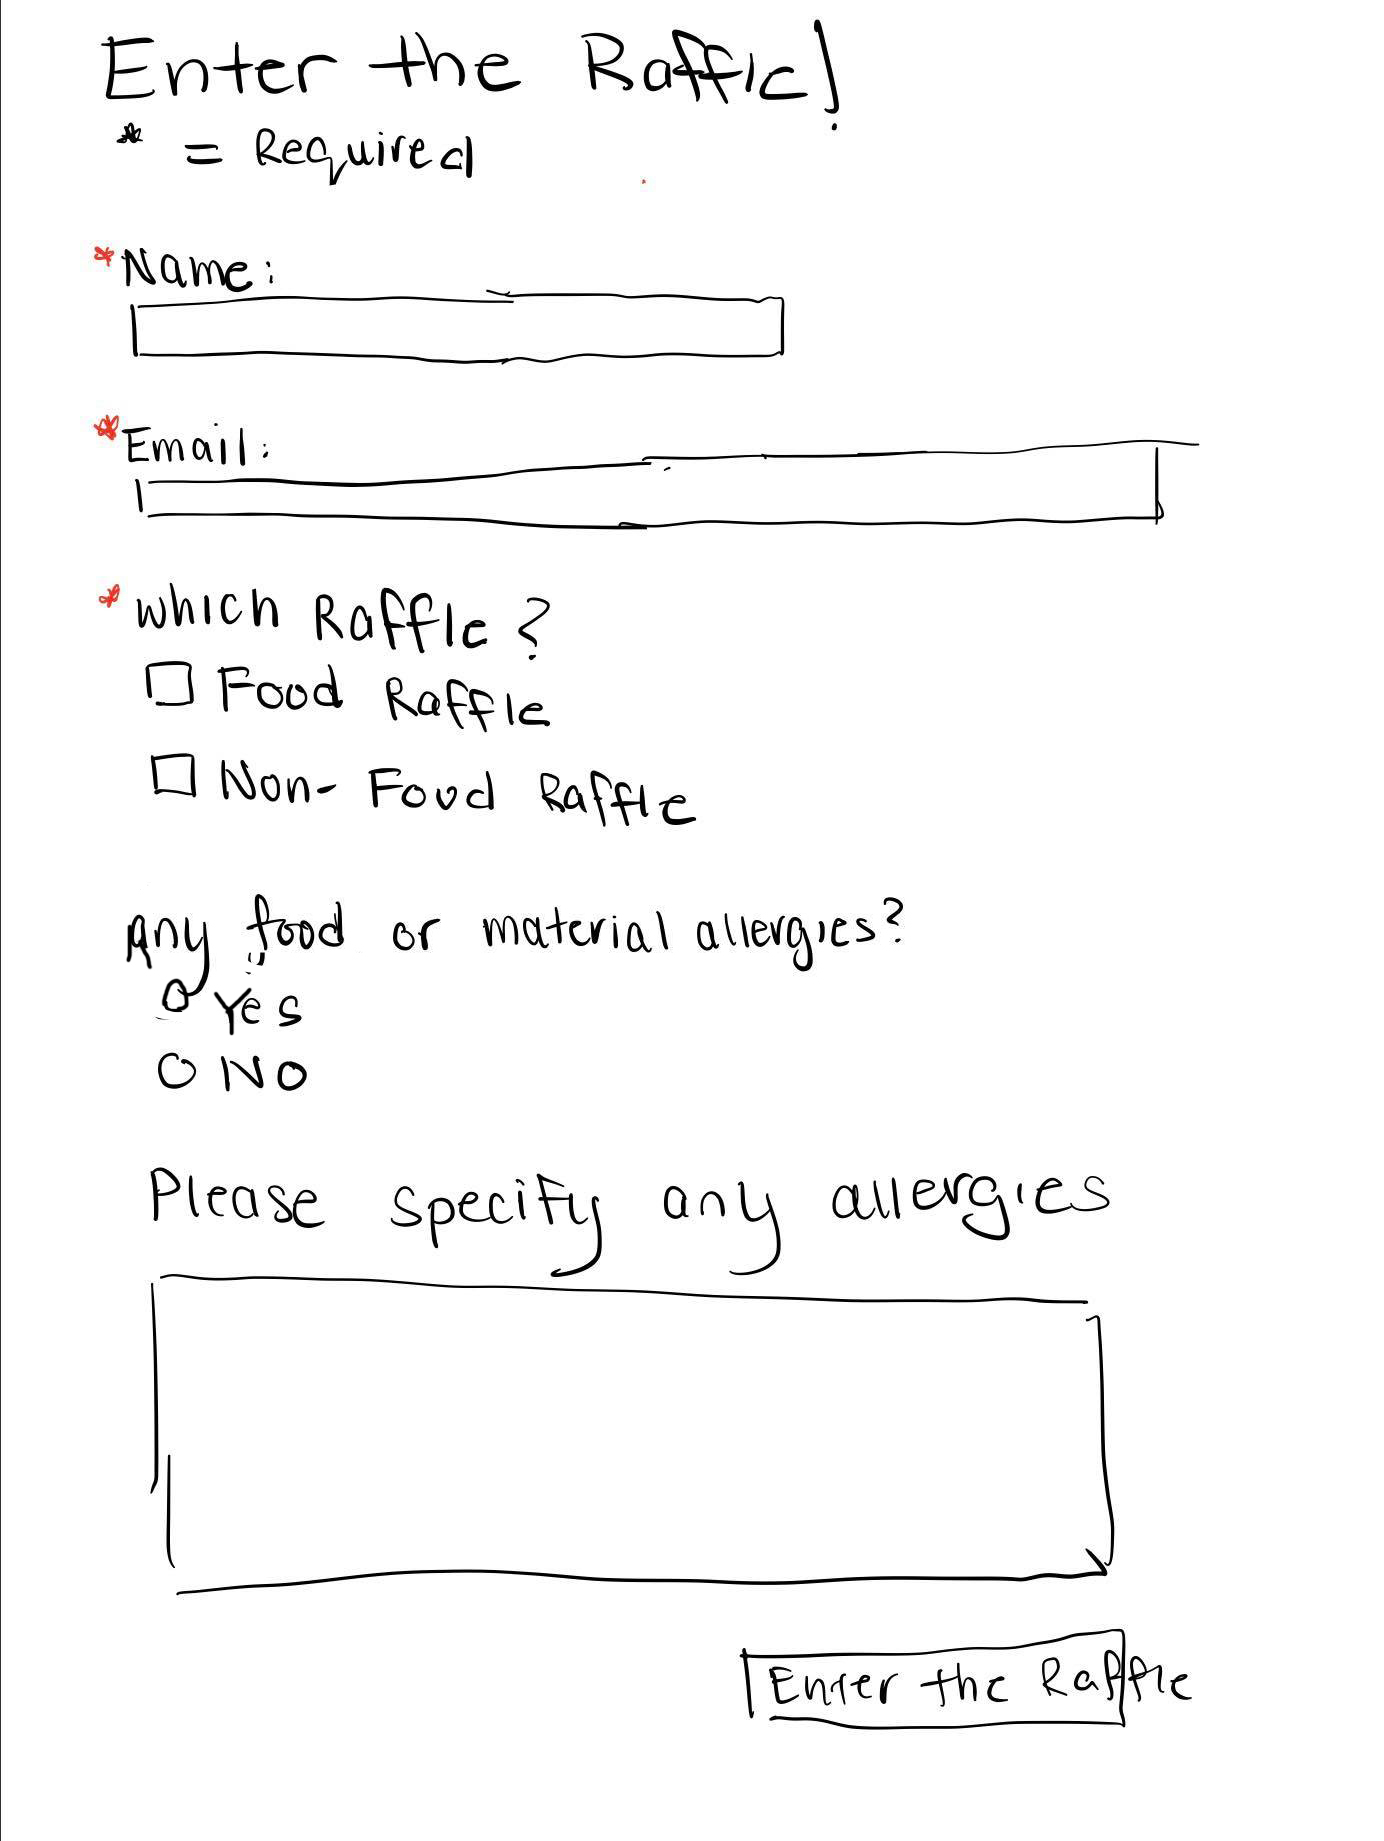 Enter the Raffle!
* = Required
*Name:
*Email:
*Which Raffle?
Food Raffle
Non-Food Raffle
Any food or material allergies?
Yes
No
Please specify any allergies
Enter the Raffle